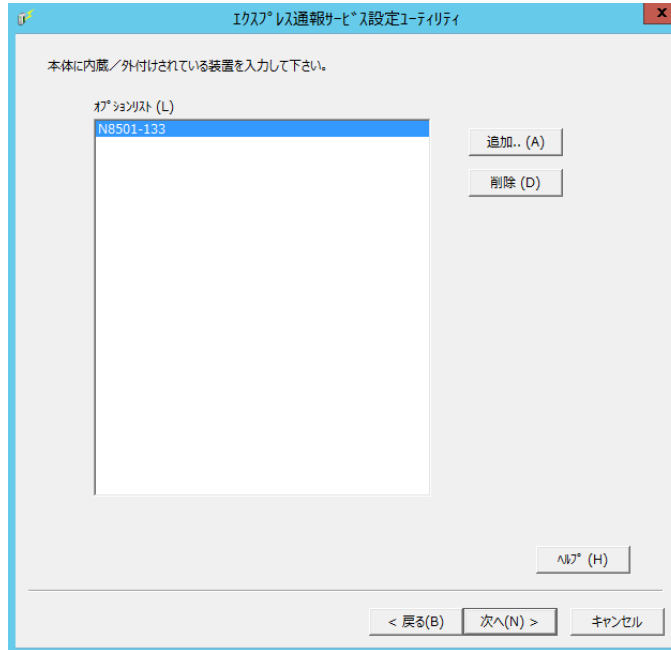 ｴｸｽﾌﾟﾚｽ通報ｻｰﾋﾞｽ設定ﾕｰﾃｨﾘﾃｨ
x
本体に内蔵／外付けされている装置を入力して下さい。
ｵﾌﾟｼｮﾝﾘｽﾄ (L)
N8501-133
追加.. (A)
削除 (D)
ﾍﾙﾌﾟ (H)
< 戻る(B)
次へ(N) >
キャンセル